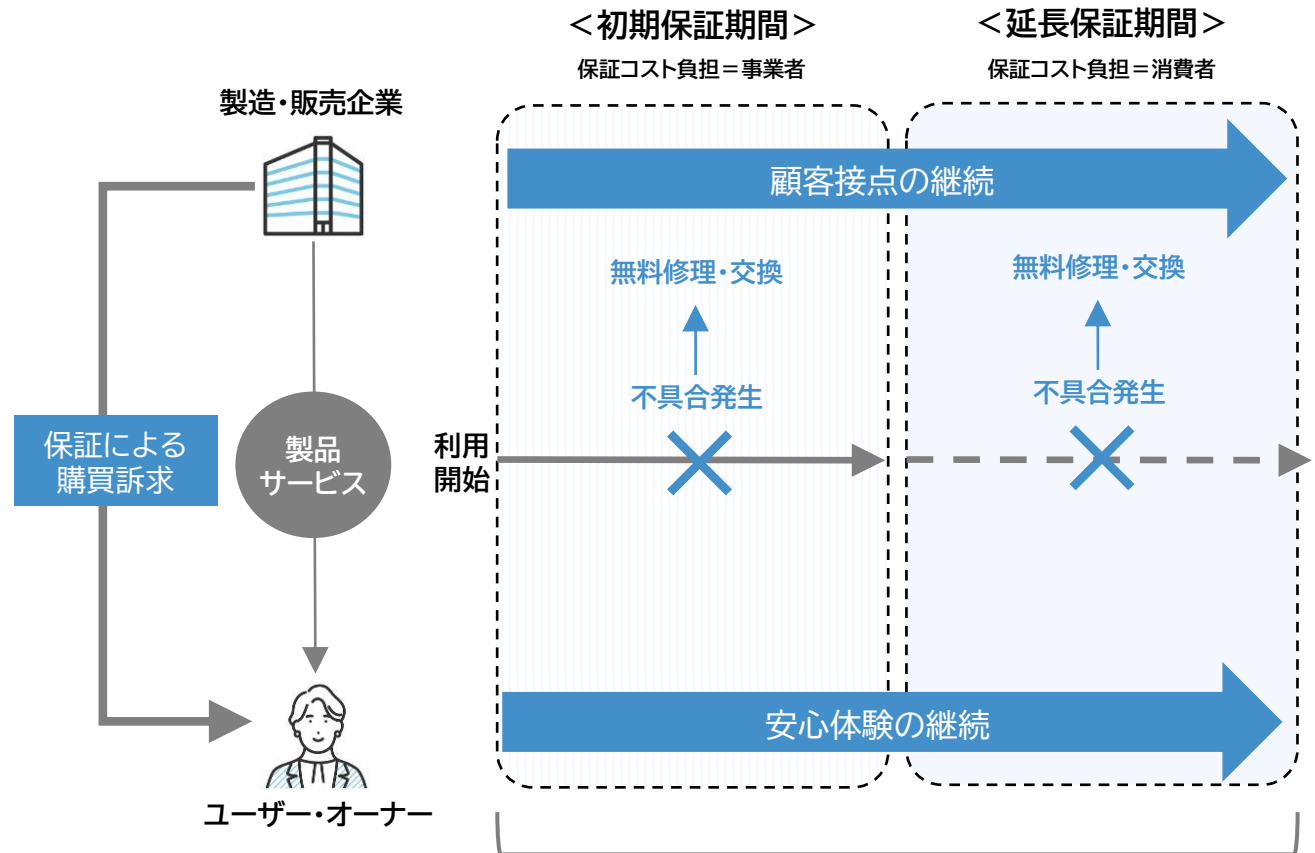 ＜初期保証期間＞
保証コスト負担＝事業者
＜延長保証期間＞
保証コスト負担＝消費者
製造・販売企業
顧客接点の継続
無料修理・交換
無料修理・交換
不具合発生
不具合発生
保証による
購買訴求
製品
サービス
利用
開始
安心体験の継続
ユーザー・オーナー